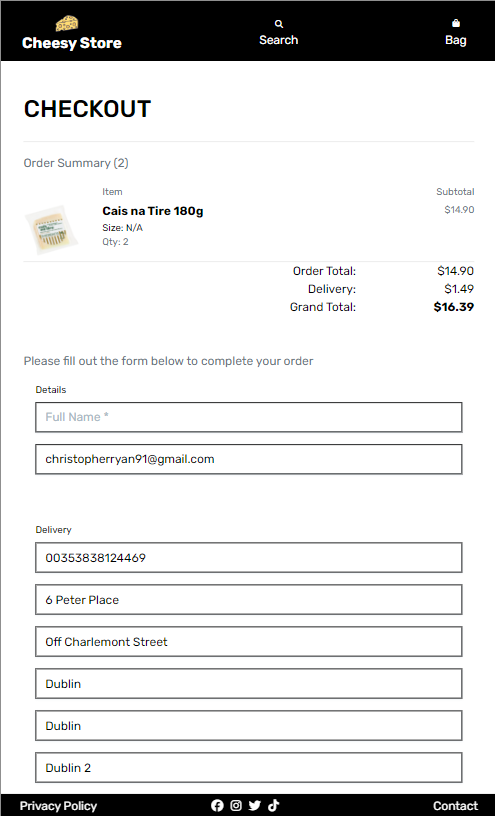 Cheesy Store
Search
Bag
CHECKOUT
Order Summary (2)
Item Subtotal
Cais na Tire 180g $14.90
Size: N/A
Qty: 2
Order Total: $14.90
Delivery: $1.49
Grand Total: $16.39
Please fill out the form below to complete your order
Details
Full Name *
christopherryan91@gmail.com
Delivery
00353838124469
6 Peter Place
Off Charlemont Street
Dublin
Dublin
Dublin 2
Privacy Policy Contact